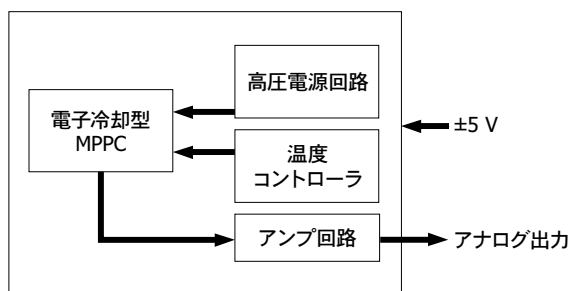 高圧電源回路
電子冷却型
MPPC
±5 V
温度
コントローラ
アンプ回路
アナログ出力